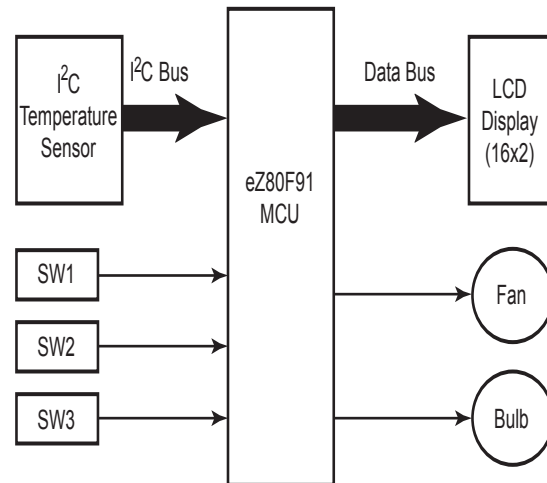 I²C
Temperature
Sensor
I²C Bus
eZ80F91
MCU
Data Bus
LCD
Display
(16x2)
SW1
SW2
SW3
Fan
Bulb